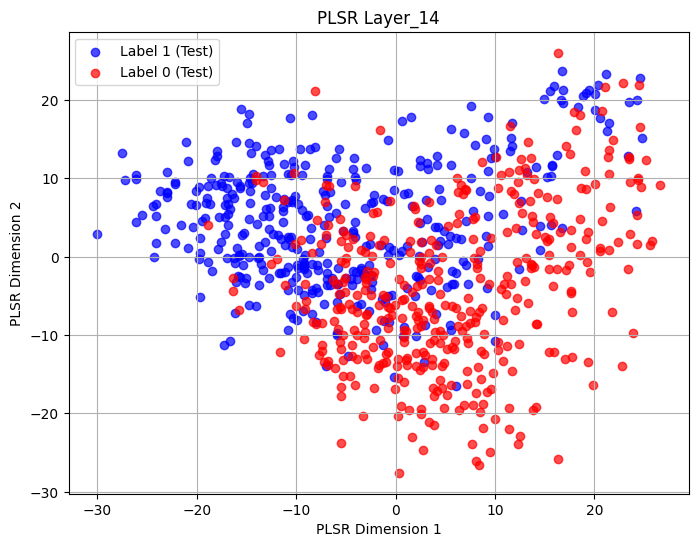 PLSR Layer_14
Label 1 (Test)
Label 0 (Test)
PLSR Dimension 2
20
10
0
−10
−20
−30
−30 −20 −10 0 10 20
PLSR Dimension 1